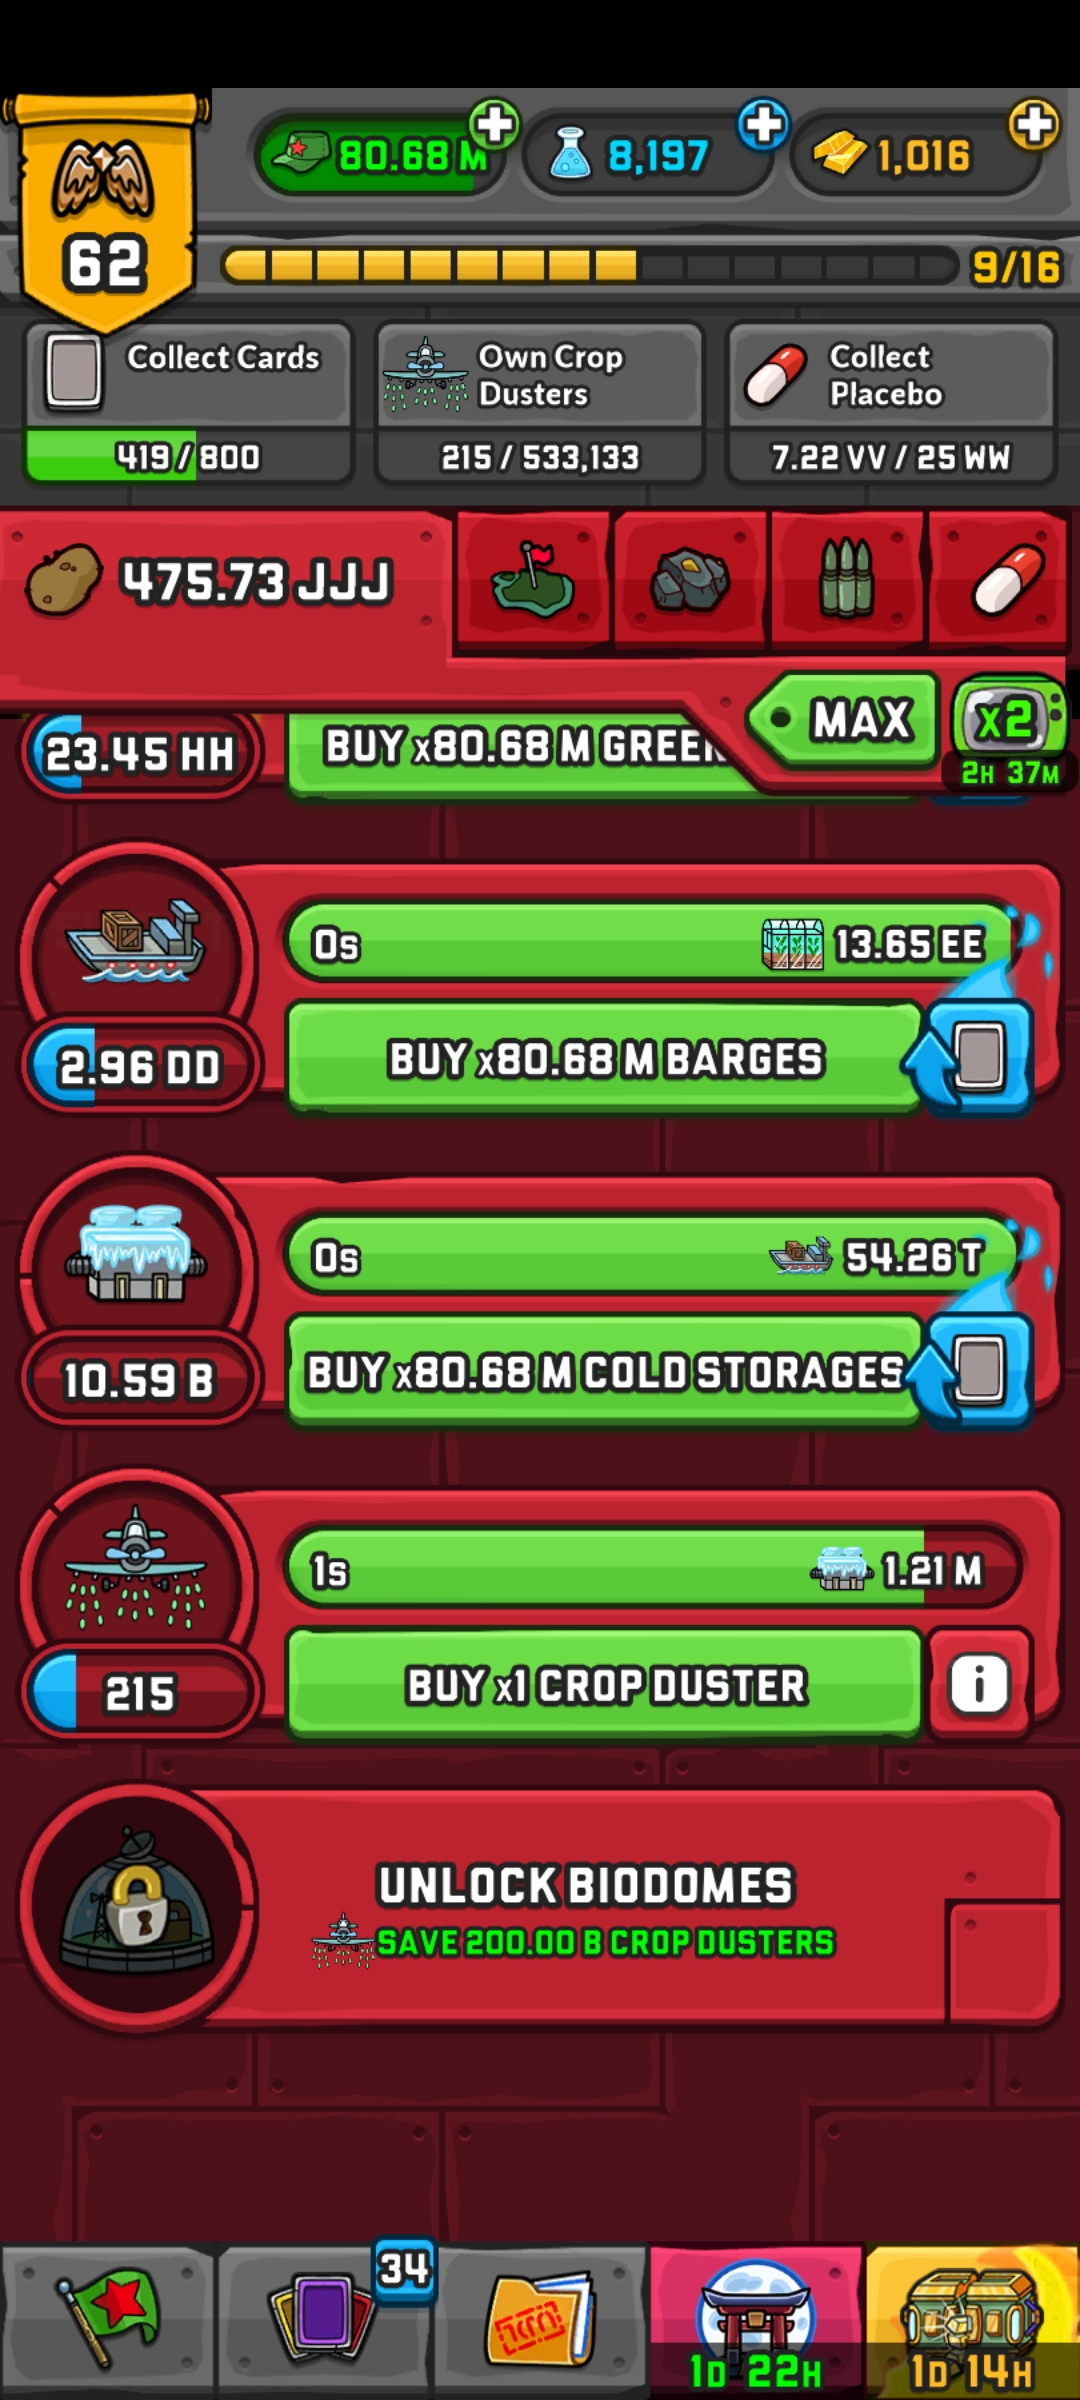 80.68 M
8,197
1,016
62
9/16
Collect Cards
419 / 800
Own Crop
Dusters
215 / 533,133
Collect
Placebo
7.22 VV / 25 WW
475.73 JJJ
MAX
x2
2H 37M
23.45 HH
BUY x80.68 M GREEN
0s
13.65 EE
2.96 DD
BUY x80.68 M BARGES
0s
54.26 T
10.59 B
BUY x80.68 M COLD STORAGES
1s
1.21 M
215
BUY x1 CROP DUSTER
i
UNLOCK BIODOMES
SAVE 200.00 B CROP DUSTERS
34
1D 22H
1D 14H